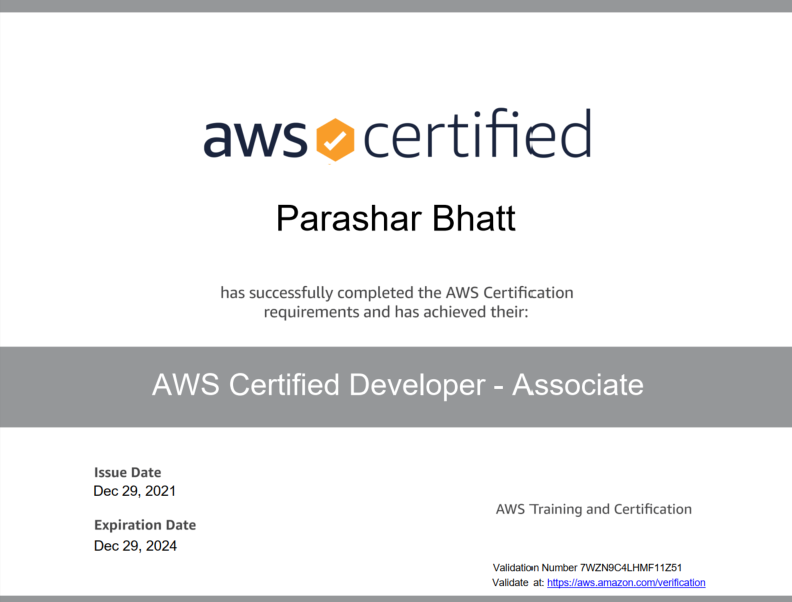 aws certified
Parashar Bhatt
has successfully completed the AWS Certification
requirements and has achieved their:
AWS Certified Developer - Associate
Issue Date
Dec 29, 2021
Expiration Date
Dec 29, 2024
AWS Training and Certification
Validation Number 7WZN9C4LHMF11Z51
Validate at: https://aws.amazon.com/verification